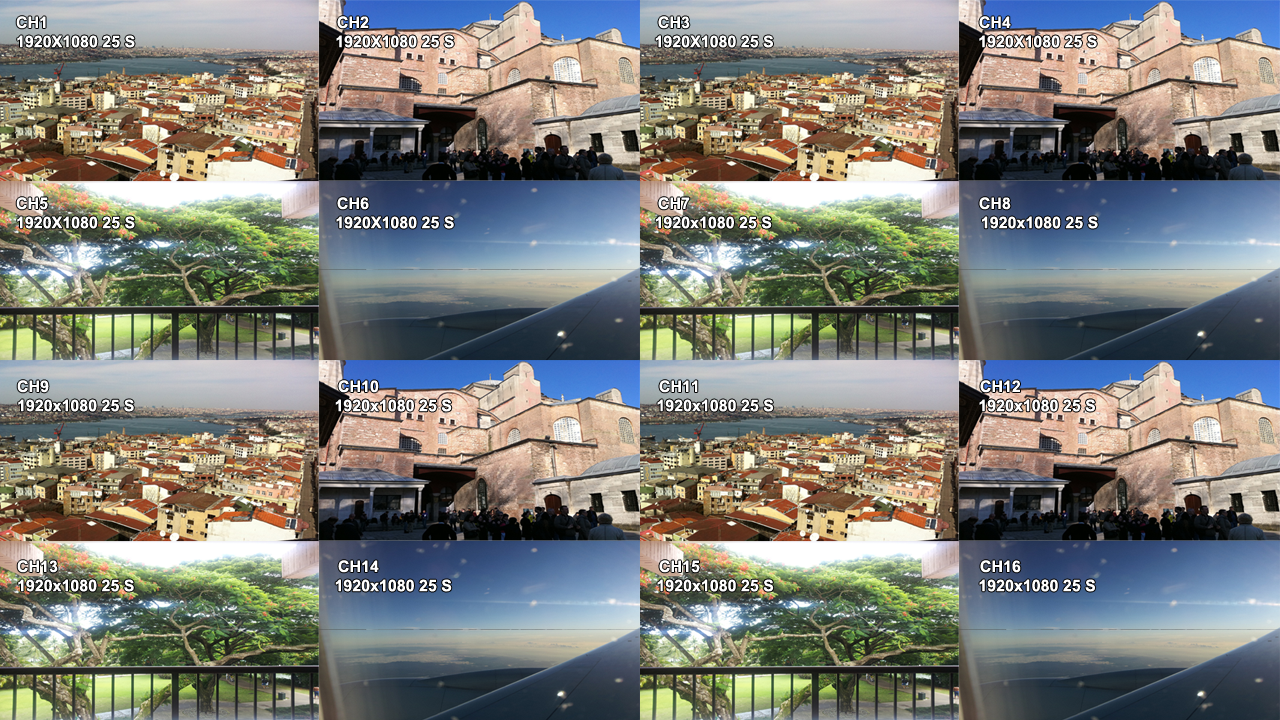 CH1
1920X1080 25 S
CH2
1920X1080 25 S
CH3
1920X1080 25 S
CH4
1920X1080 25 S
CH5
1920X1080 25 S
CH6
1920X1080 25 S
CH7
1920x1080 25 S
CH8
1920x1080 25 S
CH9
1920x1080 25 S
CH10
1920x1080 25 S
CH11
1920x1080 25 S
CH12
1920x1080 25 S
CH13
1920x1080 25 S
CH14
1920x1080 25 S
CH15
1920x1080 25 S
CH16
1920x1080 25 S